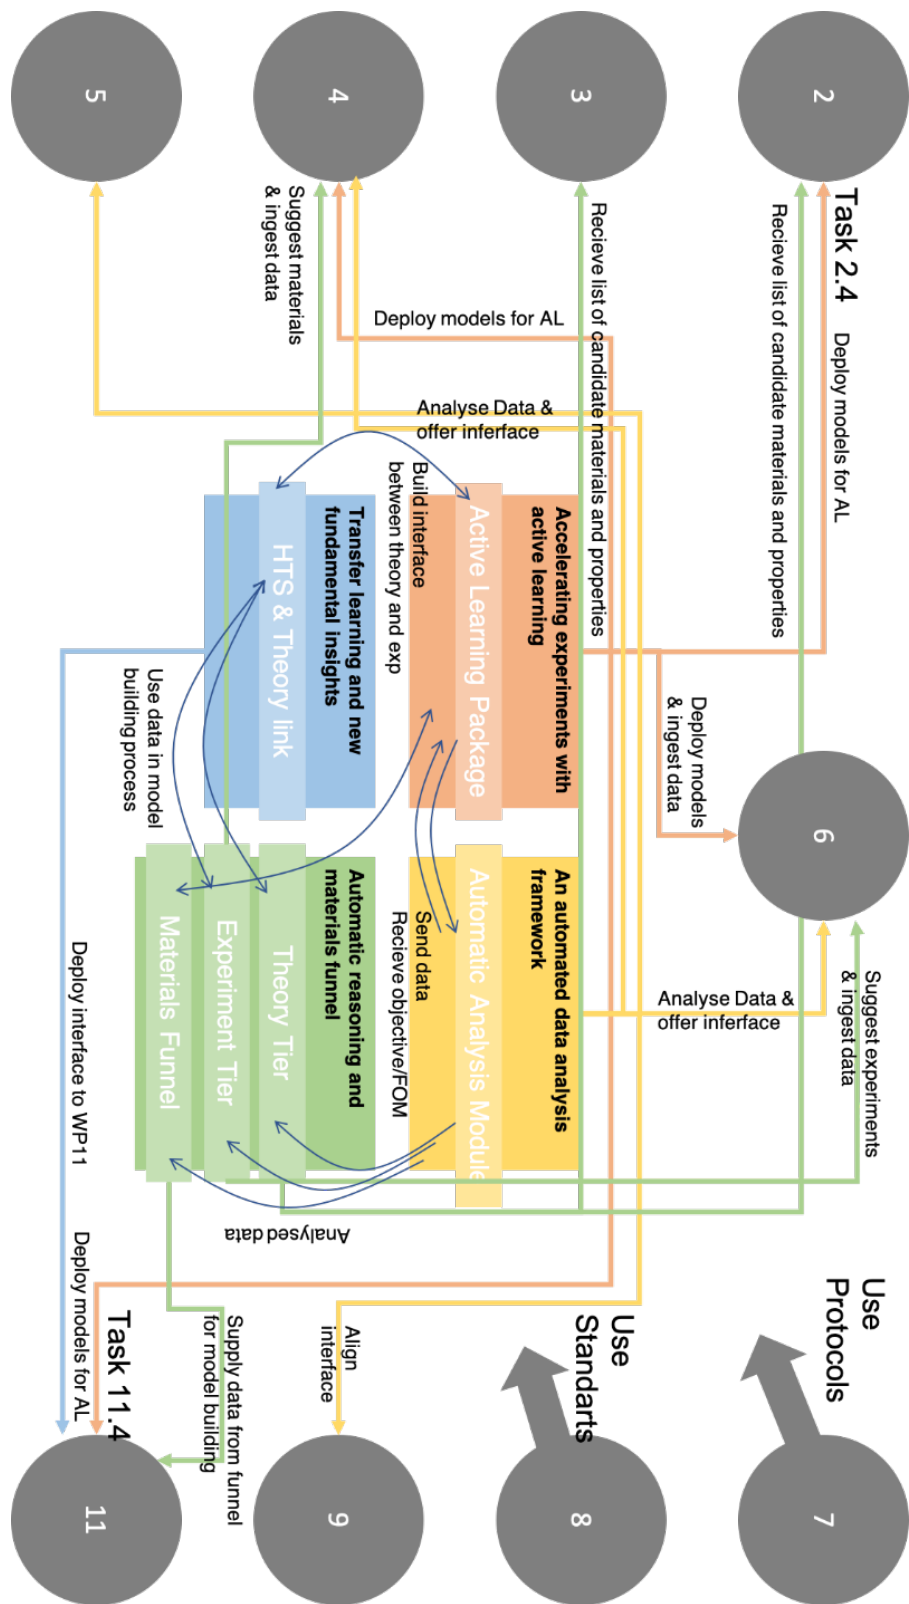 2
Task 2.4
Deploy models for AL
Recieve list of candidate materials and properties
6
Suggest experiments
& ingest data
Use
Protocols
7
Deploy models
& ingest data
Analyse Data &
offer inferface
3
Recieve list of candidate materials and properties
Use
Standarts
8
Accelerating experiments with
active learning
Active Learning Package
Build interface
between theory and exp
An automated data analysis
framework
Automatic Analysis Module
Send data
Recieve objective/FOM
4
Deploy models for AL
Analyse Data &
offer inferface
Suggest materials
& ingest data
Transfer learning and new
fundamental insights
HTS & Theory link
Automatic reasoning and
materials funnel
Theory Tier
Experiment Tier
Materials Funnel
Analysed data
Align
interface
9
Use data in model
building process
Supply data from funnel
for model building
5
Deploy interface to WP11
Deploy models for AL
Task 11.4
11